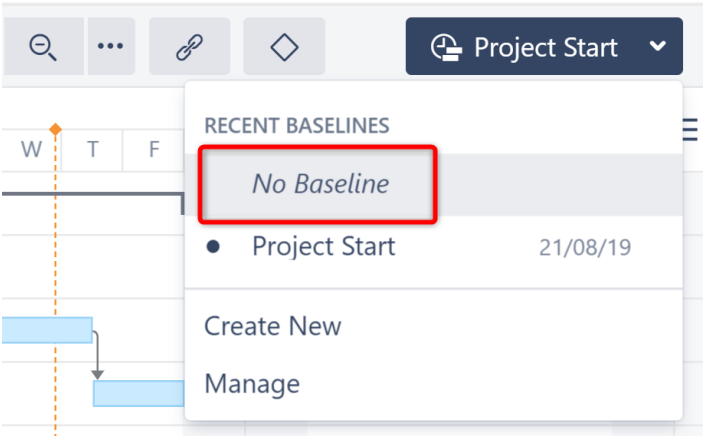 Project Start
RECENT BASELINES
W T F
No Baseline
Project Start 21/08/19
Create New
Manage